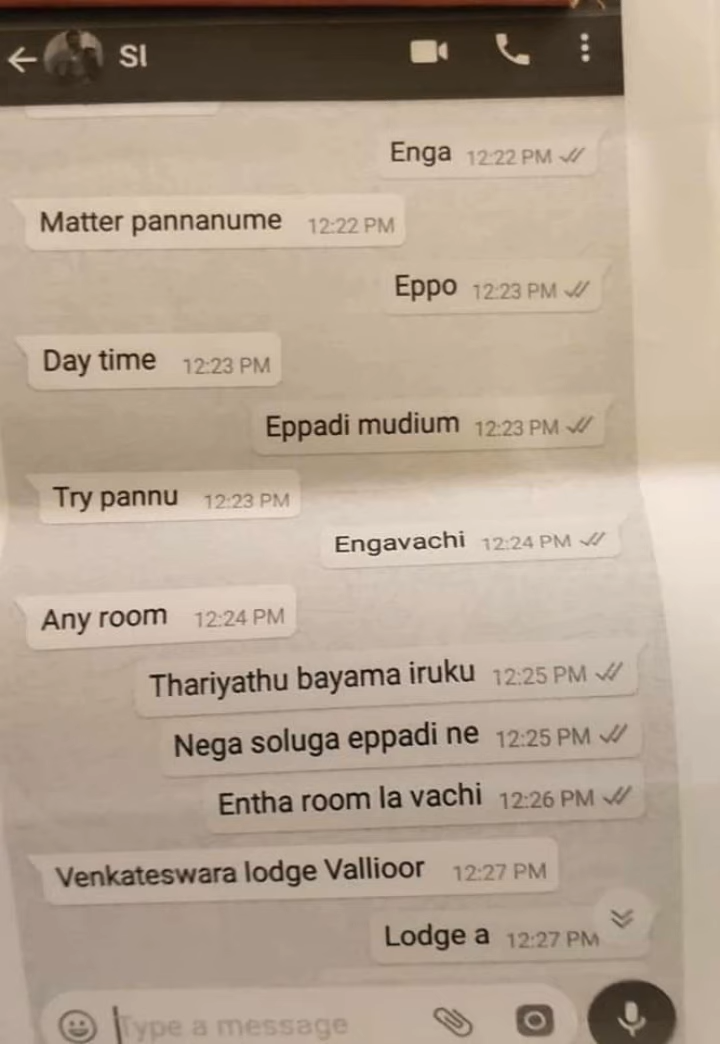 SI
Enga 12:22 PM
Matter pannanume 12:22 PM
Eppo 12:23 PM
Day time 12:23 PM
Eppadi mudium 12:23 PM
Try pannu 12:23 PM
Engavachi 12:24 PM
Any room 12:24 PM
Thariyathu bayama iruku 12:25 PM
Nega soluga eppadi ne 12:25 PM
Entha room la vachi 12:26 PM
Venkateswara lodge Vallioor 12:27 PM
Lodge a 12:27 PM
Type a message